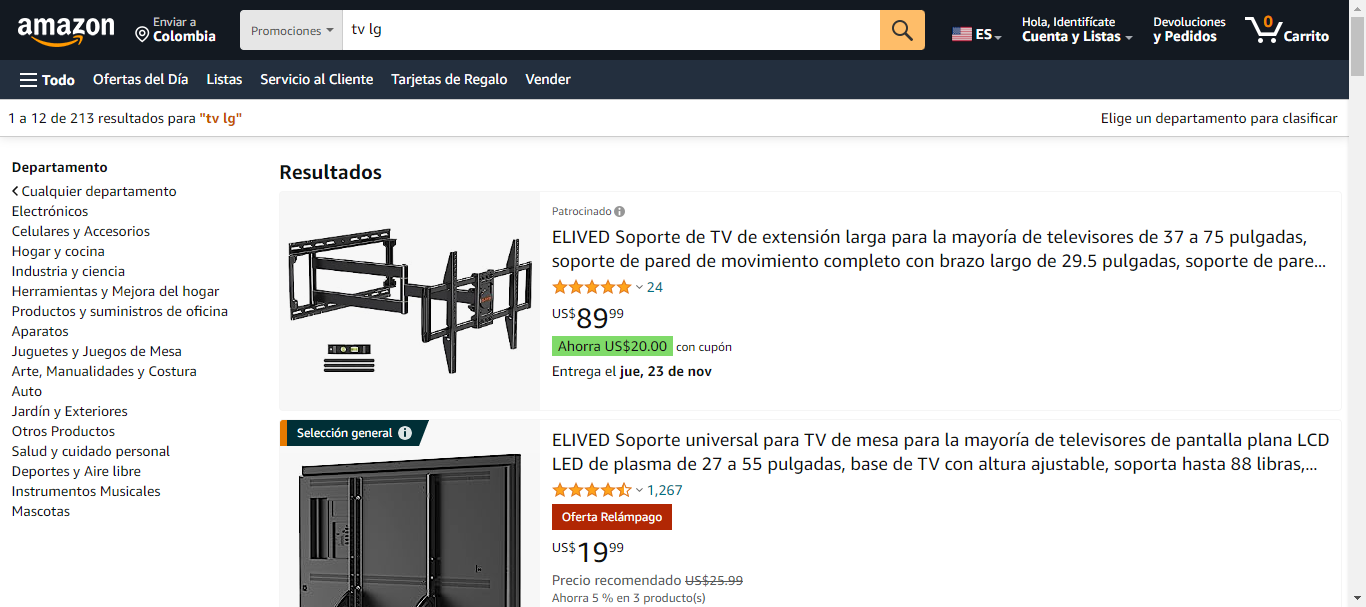 amazon
Enviar a
Colombia
Promociones
tv lg
ES
Hola, Identifícate
Cuenta y Listas
Devoluciones
y Pedidos
0
Carrito
Todo
Ofertas del Día
Listas
Servicio al Cliente
Tarjetas de Regalo
Vender
1 a 12 de 213 resultados para "tv lg"
Elige un departamento para clasificar
Departamento
Cualquier departamento
Electrónicos
Celulares y Accesorios
Hogar y cocina
Industria y ciencia
Herramientas y Mejora del hogar
Productos y suministros de oficina
Aparatos
Juguetes y Juegos de Mesa
Arte, Manualidades y Costura
Auto
Jardín y Exteriores
Otros Productos
Salud y cuidado personal
Deportes y Aire libre
Instrumentos Musicales
Mascotas
Resultados
Patrocinado
ELIVED Soporte de TV de extensión larga para la mayoría de televisores de 37 a 75 pulgadas,
soporte de pared de movimiento completo con brazo largo de 29.5 pulgadas, soporte de pare...
24
US$8999
Ahorra US$20.00 con cupón
Entrega el jue, 23 de nov
Selección general
ELIVED Soporte universal para TV de mesa para la mayoría de televisores de pantalla plana LCD
LED de plasma de 27 a 55 pulgadas, base de TV con altura ajustable, soporta hasta 88 libras,...
1,267
Oferta Relámpago
US$1999
Precio recomendado US$25.99
Ahorra 5 % en 3 producto(s)